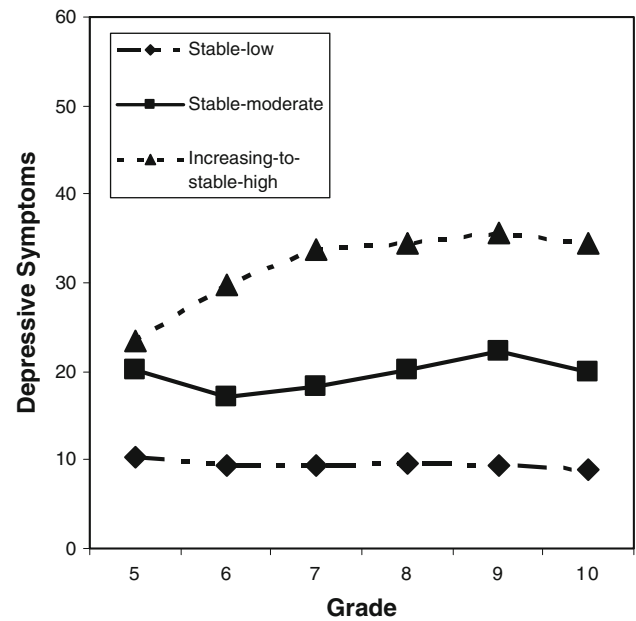 60
50
40
30
20
10
0
Depressive Symptoms
Stable-low
Stable-moderate
Increasing-to-
stable-high
5 6 7 8 9 10
Grade